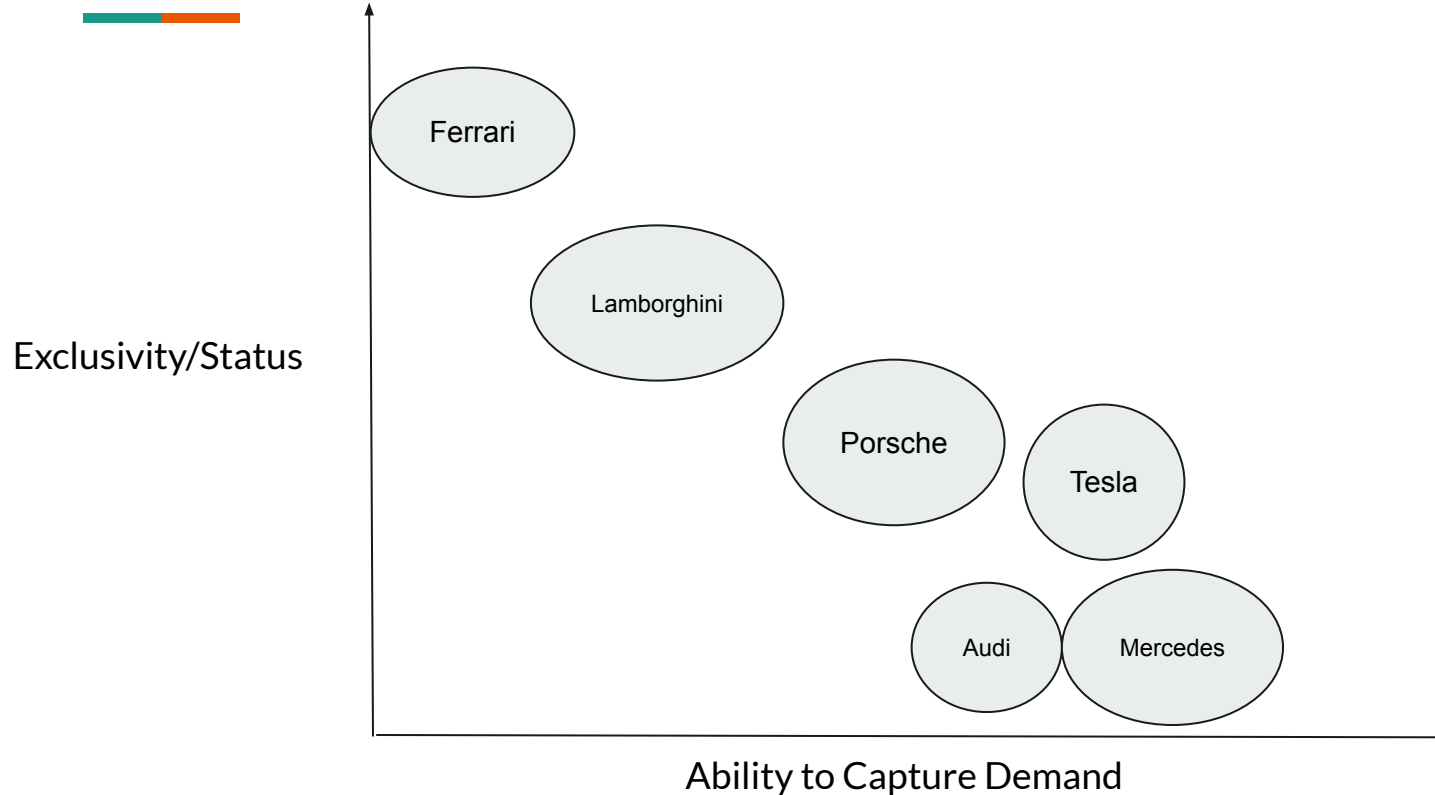 Ferrari
Lamborghini
Exclusivity/Status
Porsche
Tesla
Audi
Mercedes
Ability to Capture Demand